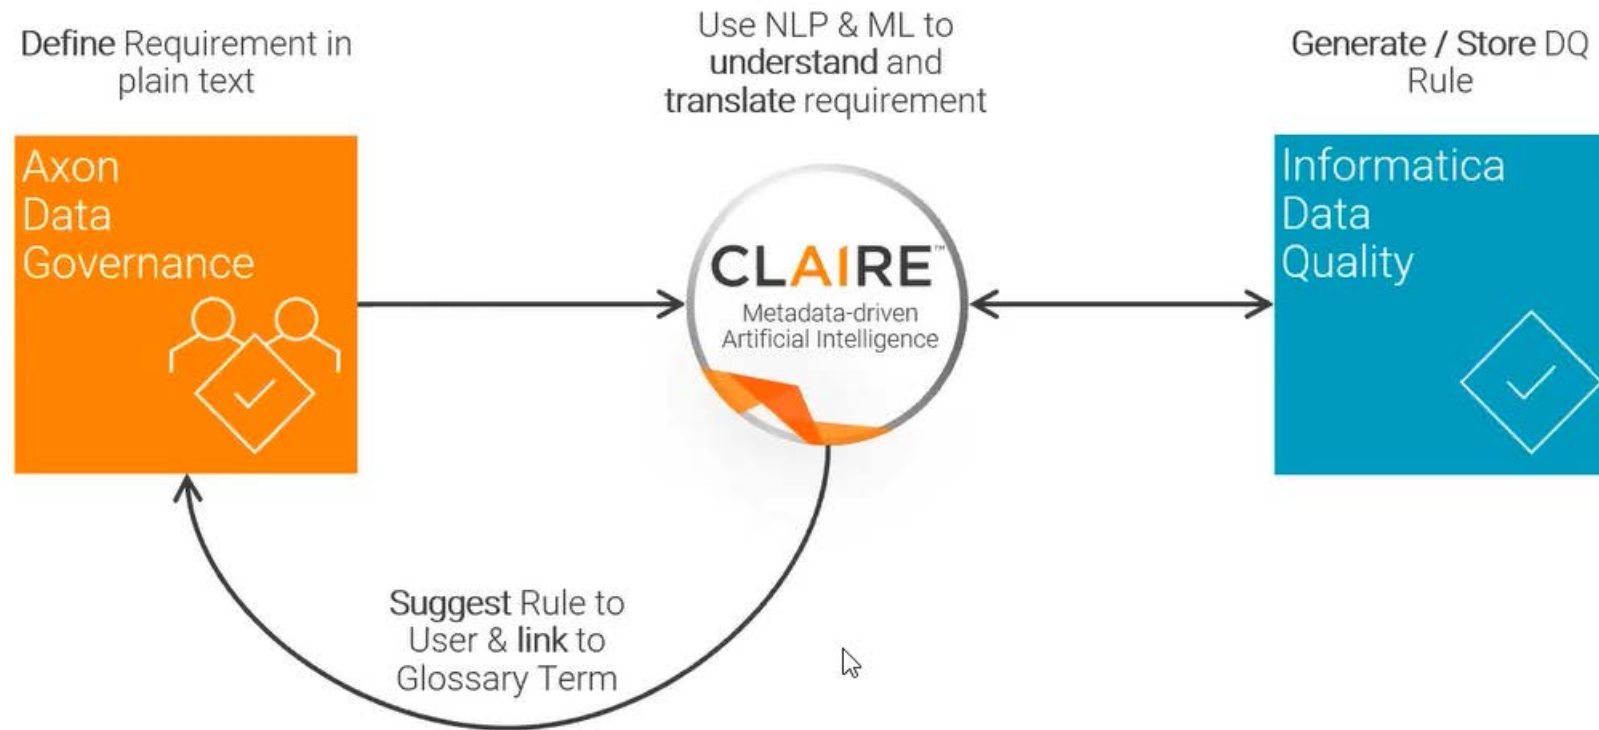 Define Requirement in
plain text
Use NLP & ML to
understand and
translate requirement
Generate / Store DQ
Rule
Axon
Data
Governance
CLAIRE™
Metadata-driven
Artificial Intelligence
Informatica
Data
Quality
Suggest Rule to
User & link to
Glossary Term